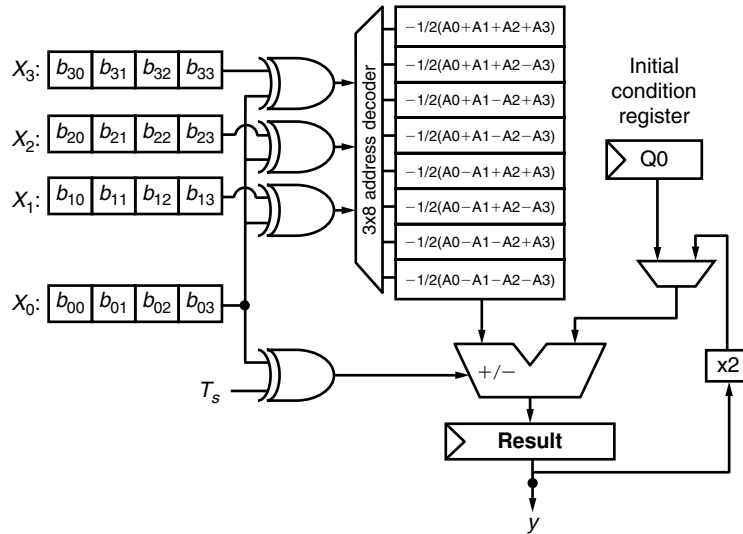 X3: b30 b31 b32 b33
X2: b20 b21 b22 b23
X1: b10 b11 b12 b13
X0: b00 b01 b02 b03
Ts
3x8 address decoder
−1/2(A0+A1+A2+A3)
−1/2(A0+A1+A2−A3)
−1/2(A0+A1−A2+A3)
−1/2(A0+A1−A2−A3)
−1/2(A0−A1+A2+A3)
−1/2(A0−A1+A2−A3)
−1/2(A0−A1−A2+A3)
−1/2(A0−A1−A2−A3)
Initial
condition
register
Q0
+/−
x2
Result
y